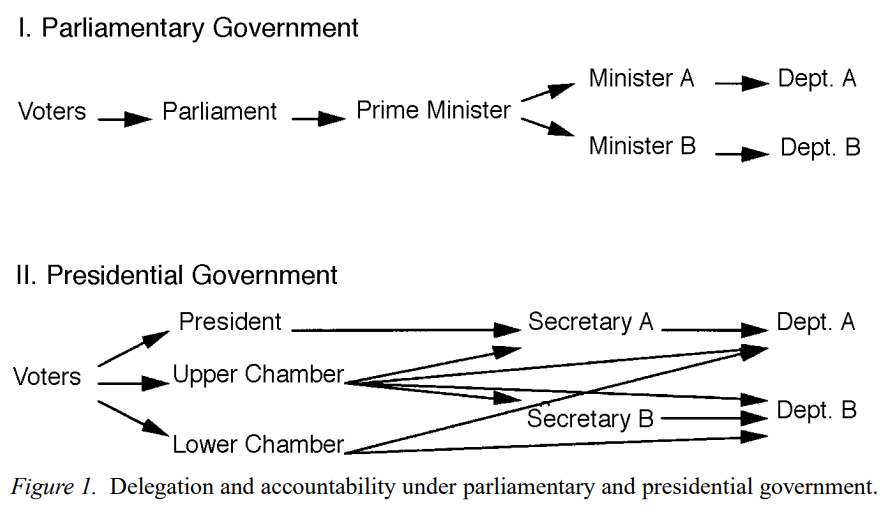 I. Parliamentary Government
Minister A
Dept. A
Voters
Parliament
Prime Minister
Minister B
Dept. B
II. Presidential Government
President
Secretary A
Dept. A
Voters
Upper Chamber
Secretary B
Dept. B
Lower Chamber
Figure 1. Delegation and accountability under parliamentary and presidential government.